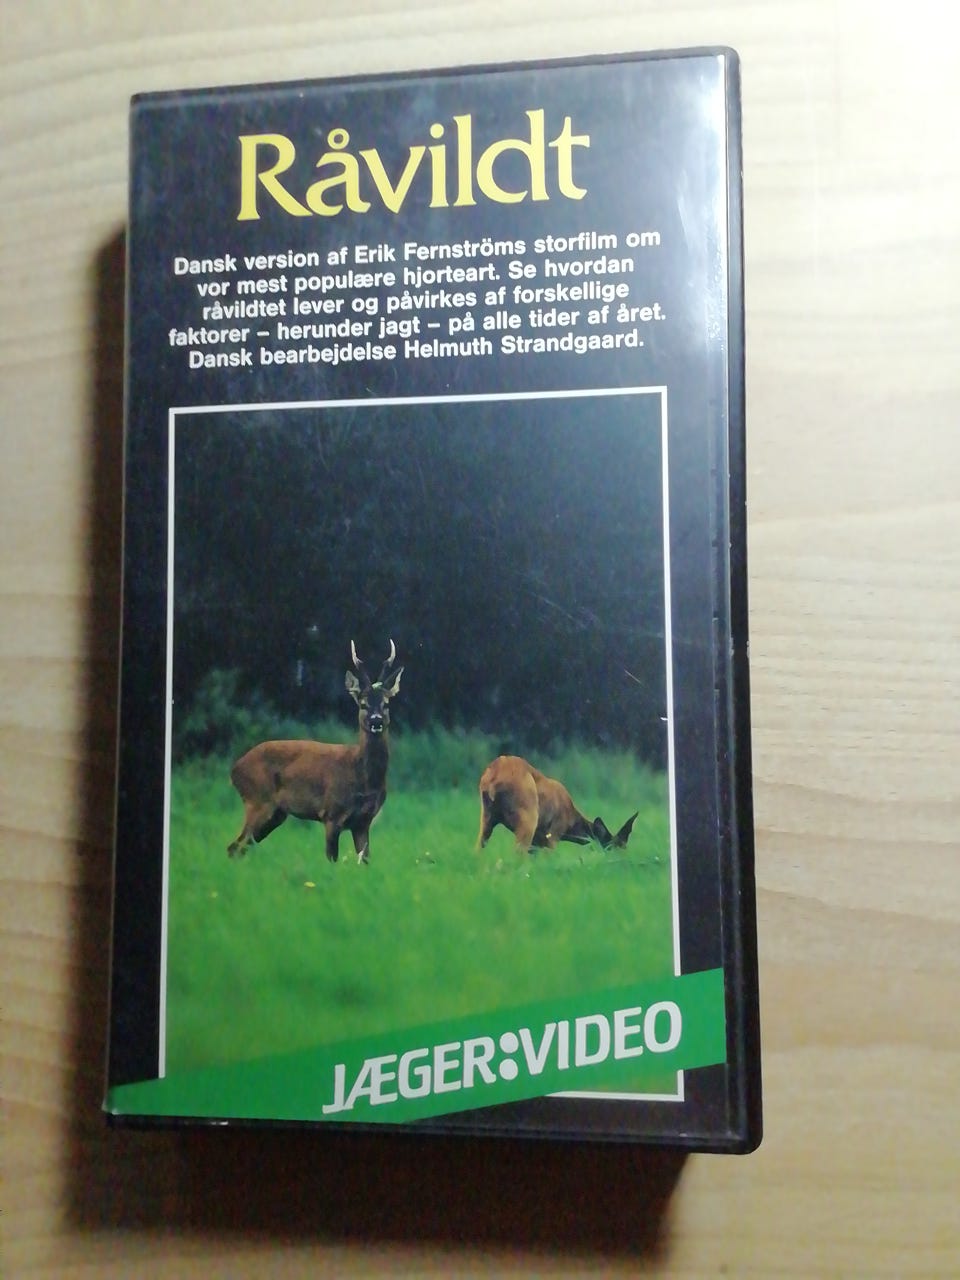 Råvildt
Dansk version af Erik Fernströms storfilm om
vor mest populære hjorteart. Se hvordan
råvildtet lever og påvirkes af forskellige
faktorer – herunder jagt – på alle tider af året.
Dansk bearbejdelse Helmuth Strandgaard.
JÆGER:VIDEO